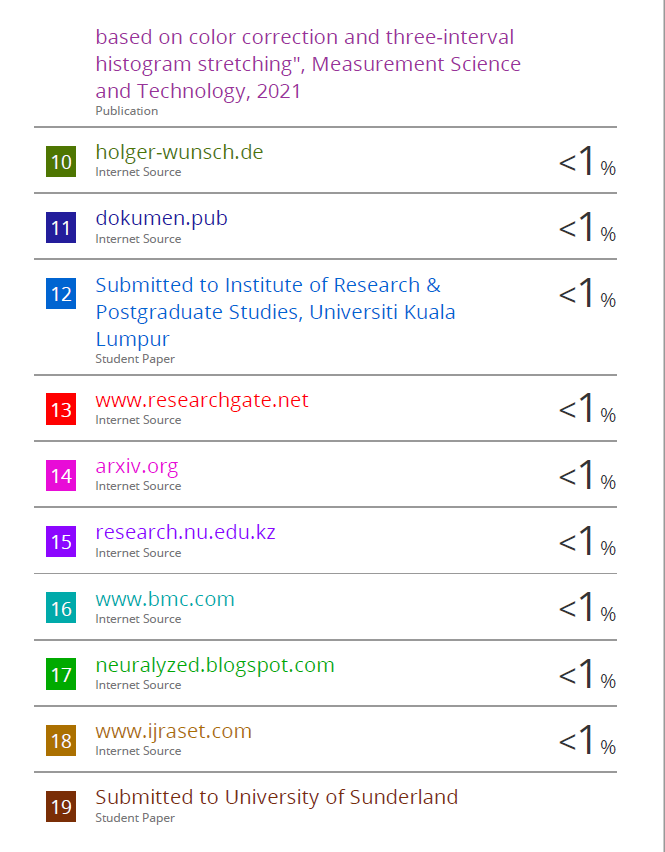 based on color correction and three-interval
histogram stretching", Measurement Science
and Technology, 2021
Publication
10
holger-wunsch.de
Internet Source
<1%
11
dokumen.pub
Internet Source
<1%
12
Submitted to Institute of Research &
Postgraduate Studies, Universiti Kuala
Lumpur
Student Paper
<1%
13
www.researchgate.net
Internet Source
<1%
14
arxiv.org
Internet Source
<1%
15
research.nu.edu.kz
Internet Source
<1%
16
www.bmc.com
Internet Source
<1%
17
neuralyzed.blogspot.com
Internet Source
<1%
18
www.ijraset.com
Internet Source
<1%
19
Submitted to University of Sunderland
Student Paper